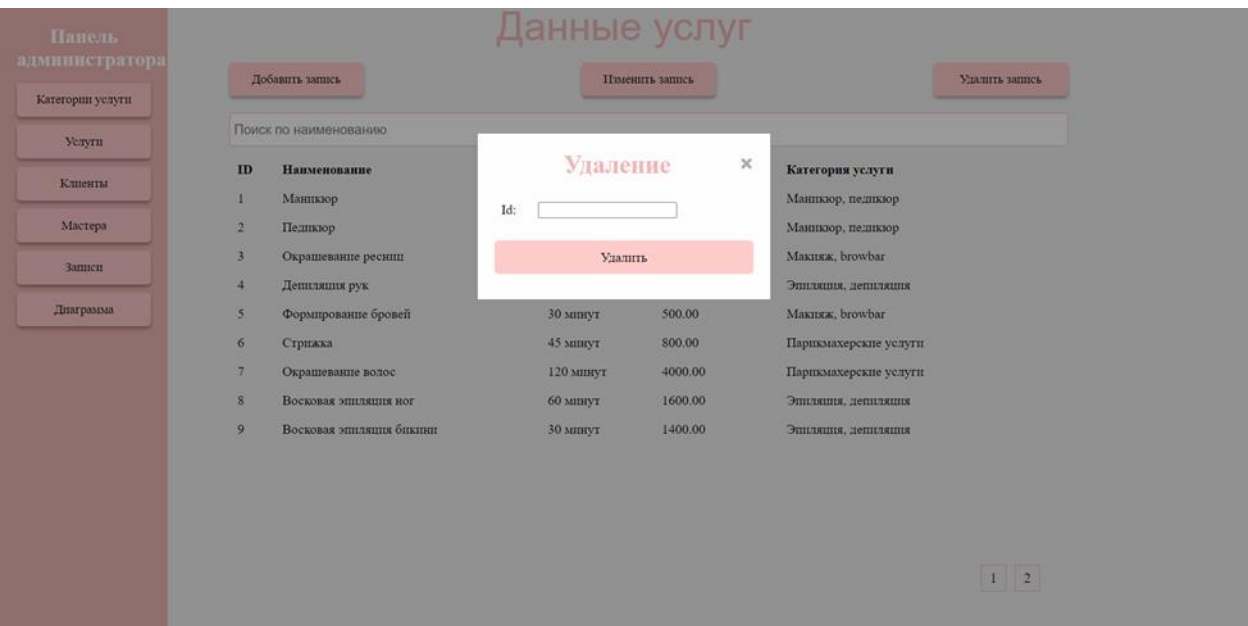 Панель
администратора
Категории услуги
Услуги
Клиенты
Мастера
Записи
Диаграмма
Данные услуг
Добавить запись Изменить запись Удалить запись
Поиск по наименованию
ID Наименование Категория услуги
1 Маникюр Маникюр, педикюр
2 Педикюр Маникюр, педикюр
3 Окрашевание ресниц Макияж, browbar
4 Депиляция рук Эпиляция, депиляция
5 Формирование бровей 30 минут 500.00 Макияж, browbar
6 Стрижка 45 минут 800.00 Парикмахерские услуги
7 Окрашевание волос 120 минут 4000.00 Парикмахерские услуги
8 Восковая эпиляция ног 60 минут 1600.00 Эпиляция, депиляция
9 Восковая эпиляция бикини 30 минут 1400.00 Эпиляция, депиляция
Удаление ×
Id:
Удалить
1 2